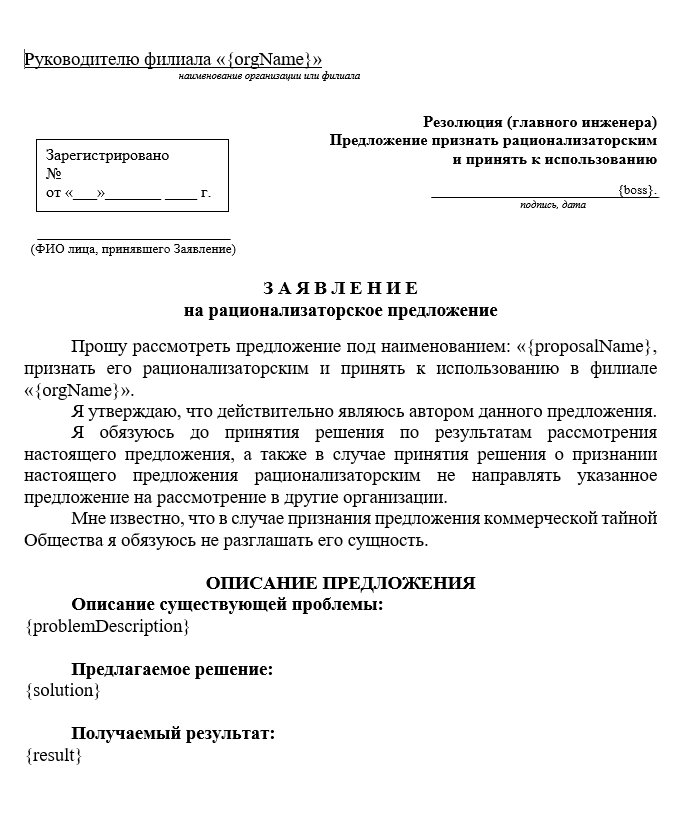 Руководителю филиала «{orgName}»
наименование организации или филиала
Резолюция (главного инженера)
Предложение признать рационализаторским
и принять к использованию
{boss}.
подпись, дата
Зарегистрировано
№
от «___»_______ ____ г.
(ФИО лица, принявшего Заявление)
З А Я В Л Е Н И Е
на рационализаторское предложение
Прошу рассмотреть предложение под наименованием: «{proposalName},
признать его рационализаторским и принять к использованию в филиале
«{orgName}».
Я утверждаю, что действительно являюсь автором данного предложения.
Я обязуюсь до принятия решения по результатам рассмотрения
настоящего предложения, а также в случае принятия решения о признании
настоящего предложения рационализаторским не направлять указанное
предложение на рассмотрение в другие организации.
Мне известно, что в случае признания предложения коммерческой тайной
Общества я обязуюсь не разглашать его сущность.
ОПИСАНИЕ ПРЕДЛОЖЕНИЯ
Описание существующей проблемы:
{problemDescription}
Предлагаемое решение:
{solution}
Получаемый результат:
{result}